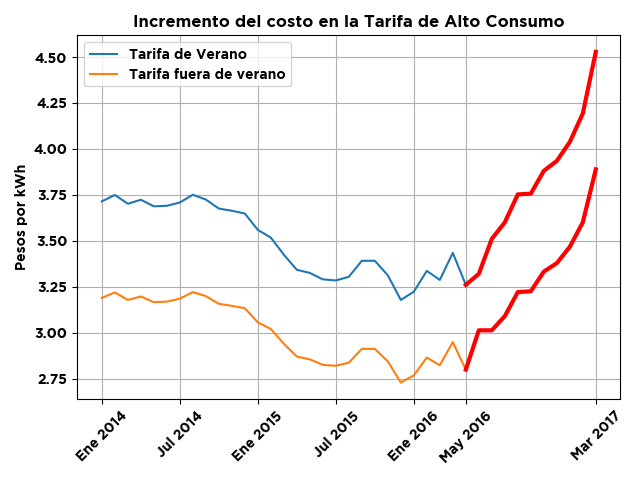 Incremento del costo en la Tarifa de Alto Consumo
Tarifa de Verano
Tarifa fuera de verano
Pesos por kWh
4.50
4.25
4.00
3.75
3.50
3.25
3.00
2.75
Ene 2014
Jul 2014
Ene 2015
Jul 2015
Ene 2016
May 2016
Mar 2017